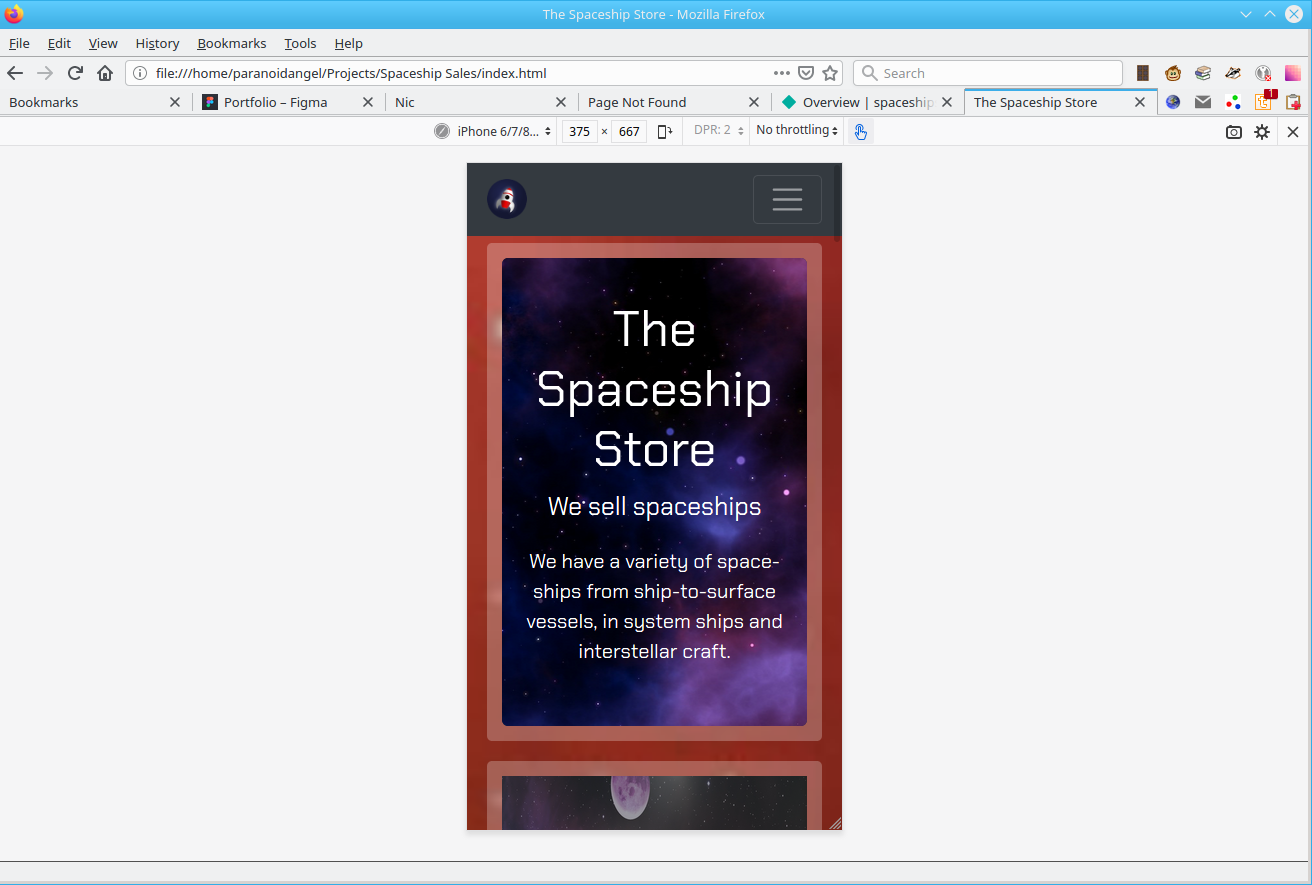 The Spaceship Store - Mozilla Firefox
File Edit View History Bookmarks Tools Help
file:///home/paranoidangel/Projects/Spaceship Sales/index.html
Search
Bookmarks
Portfolio – Figma
Nic
Page Not Found
Overview | spaceship
The Spaceship Store
1
iPhone 6/7/8... 375 × 667 DPR: 2 No throttling
The
Spaceship
Store
We sell spaceships
We have a variety of space-
ships from ship-to-surface
vessels, in system ships and
interstellar craft.